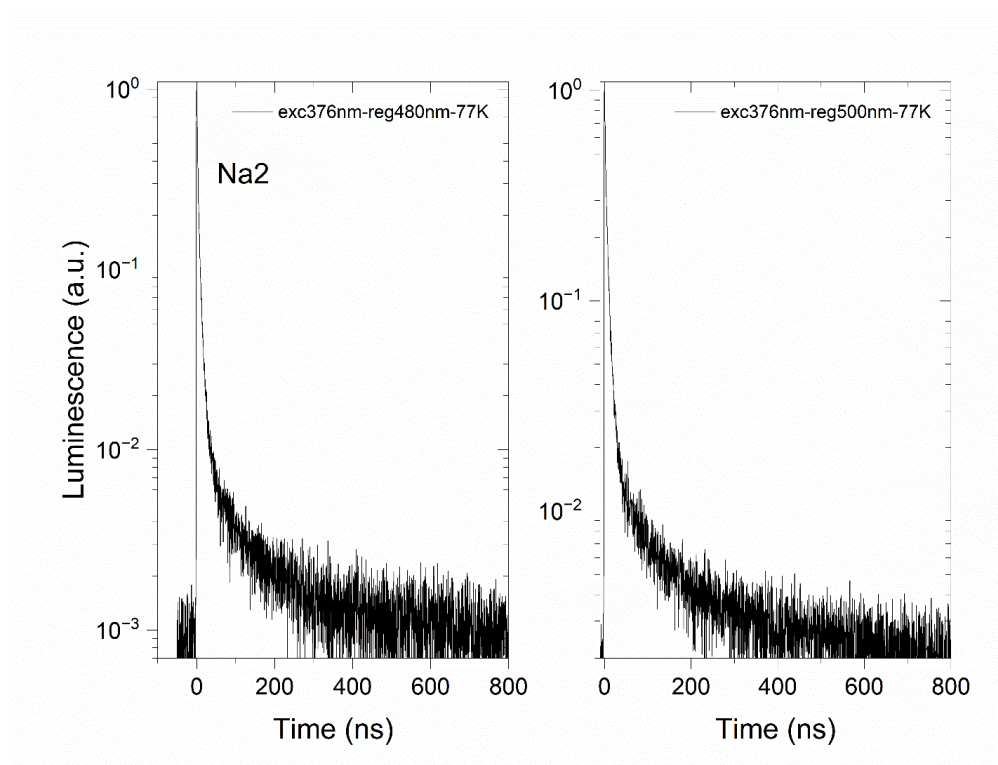 10⁰
10⁻¹
10⁻²
10⁻³
Luminescence (a.u.)
exc376nm-reg480nm-77K
Na2
0 200 400 600 800
Time (ns)
10⁰
10⁻¹
10⁻²
exc376nm-reg500nm-77K
0 200 400 600 800
Time (ns)